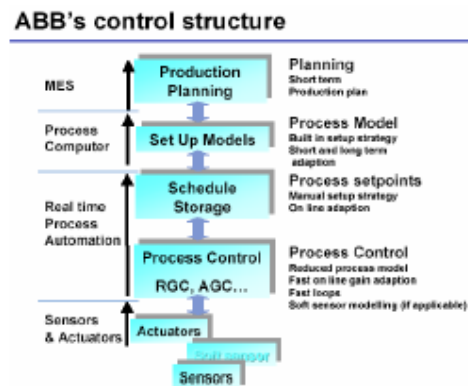 ABB's control structure
MES
Production
Planning
Planning
Short term
Production plan
Process
Computer
Set Up Models
Process Model
Built in setup strategy
Short and long term
adaption
Real time
Process
Automation
Schedule
Storage
Process setpoints
Manual setup strategy
On line adaption
Process Control
RGC, AGC...
Process Control
Reduced process model
Fast on line gain adaption
Fast loops
Soft sensor modelling (if applicable)
Sensors
& Actuators
Actuators
Soft sensor
Sensors